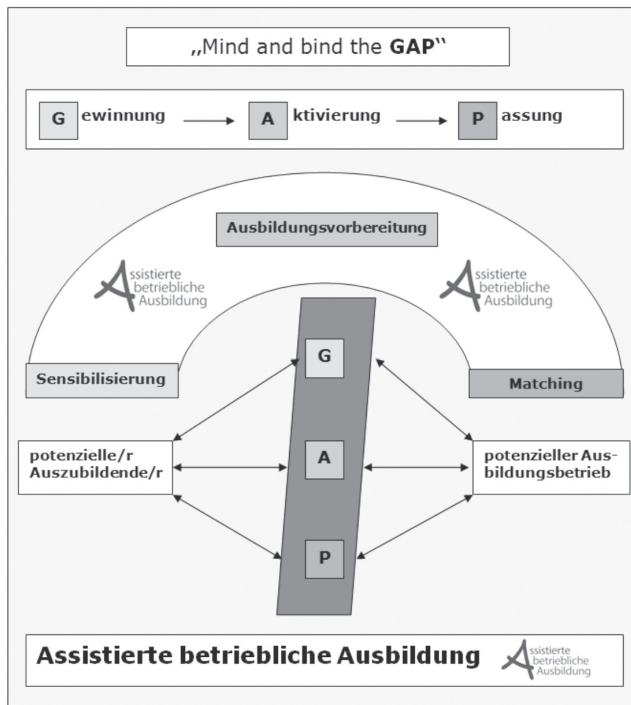 „Mind and bind the GAP“
G ewinnung A ktivierung P assung
Ausbildungsvorbereitung
Assistierte
betriebliche
Ausbildung
Assistierte
betriebliche
Ausbildung
Sensibilisierung
Matching
G
potenzielle/r
Auszubildende/r
A
potenzieller Aus-
bildungsbetrieb
P
Assistierte betriebliche Ausbildung
Assistierte
betriebliche
Ausbildung